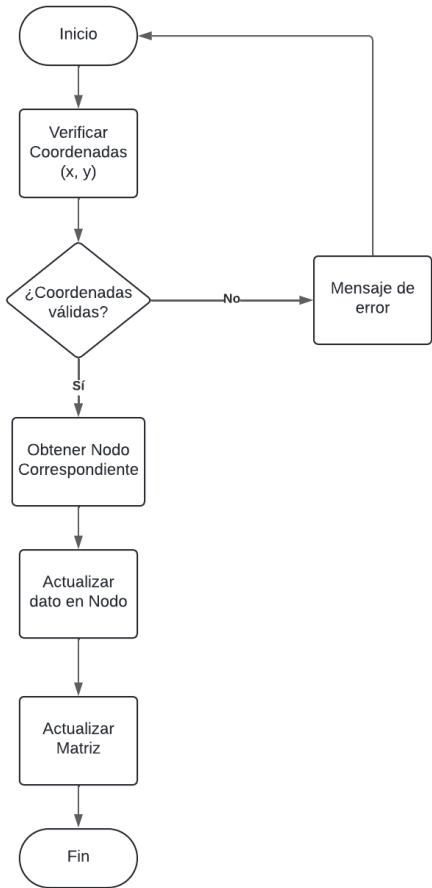 Inicio
Verificar
Coordenadas
(x, y)
¿Coordenadas
válidas?
No
Mensaje de
error
Sí
Obtener Nodo
Correspondiente
Actualizar
dato en Nodo
Actualizar
Matriz
Fin